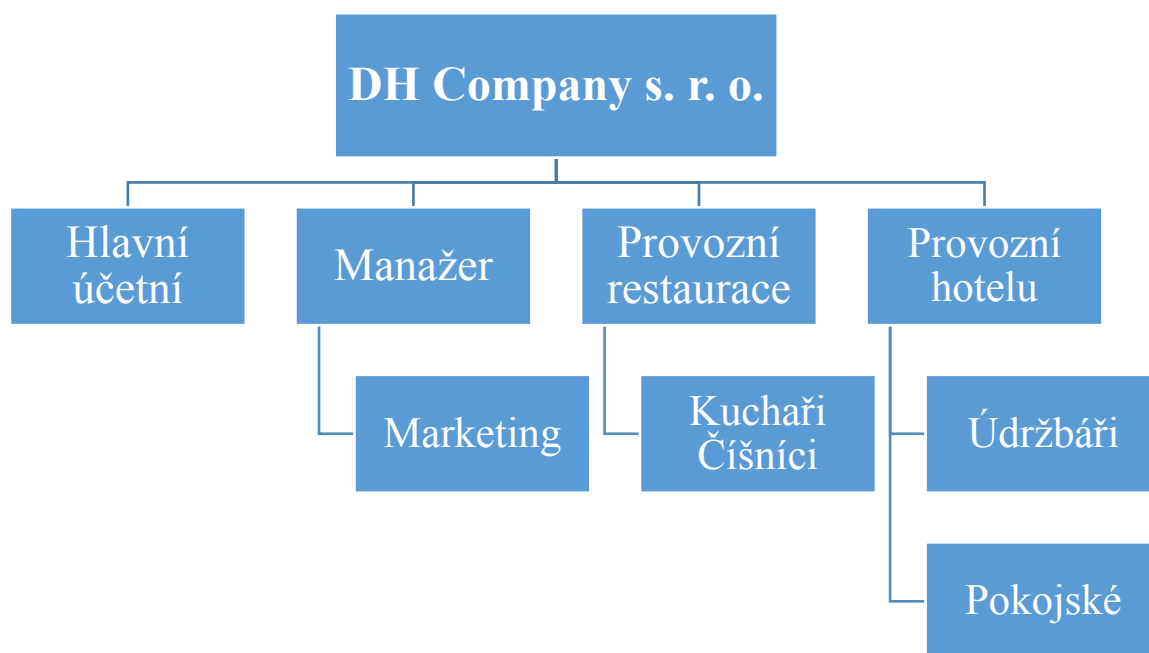 DH Company s. r. o.
Hlavní
účetní
Manažer
Provozní
restaurace
Provozní
hotelu
Marketing
Kuchaři
Číšníci
Údržbáři
Pokojské